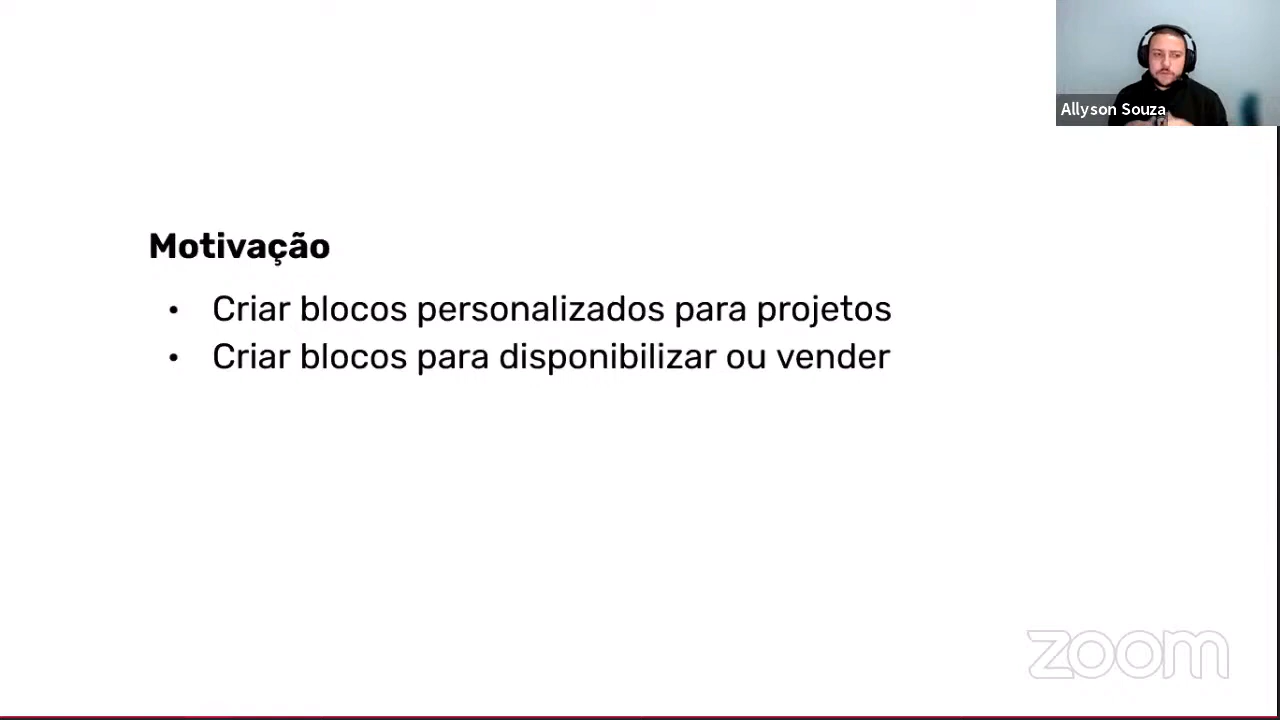 Allyson Souza
Motivação
• Criar blocos personalizados para projetos
• Criar blocos para disponibilizar ou vender
zoom